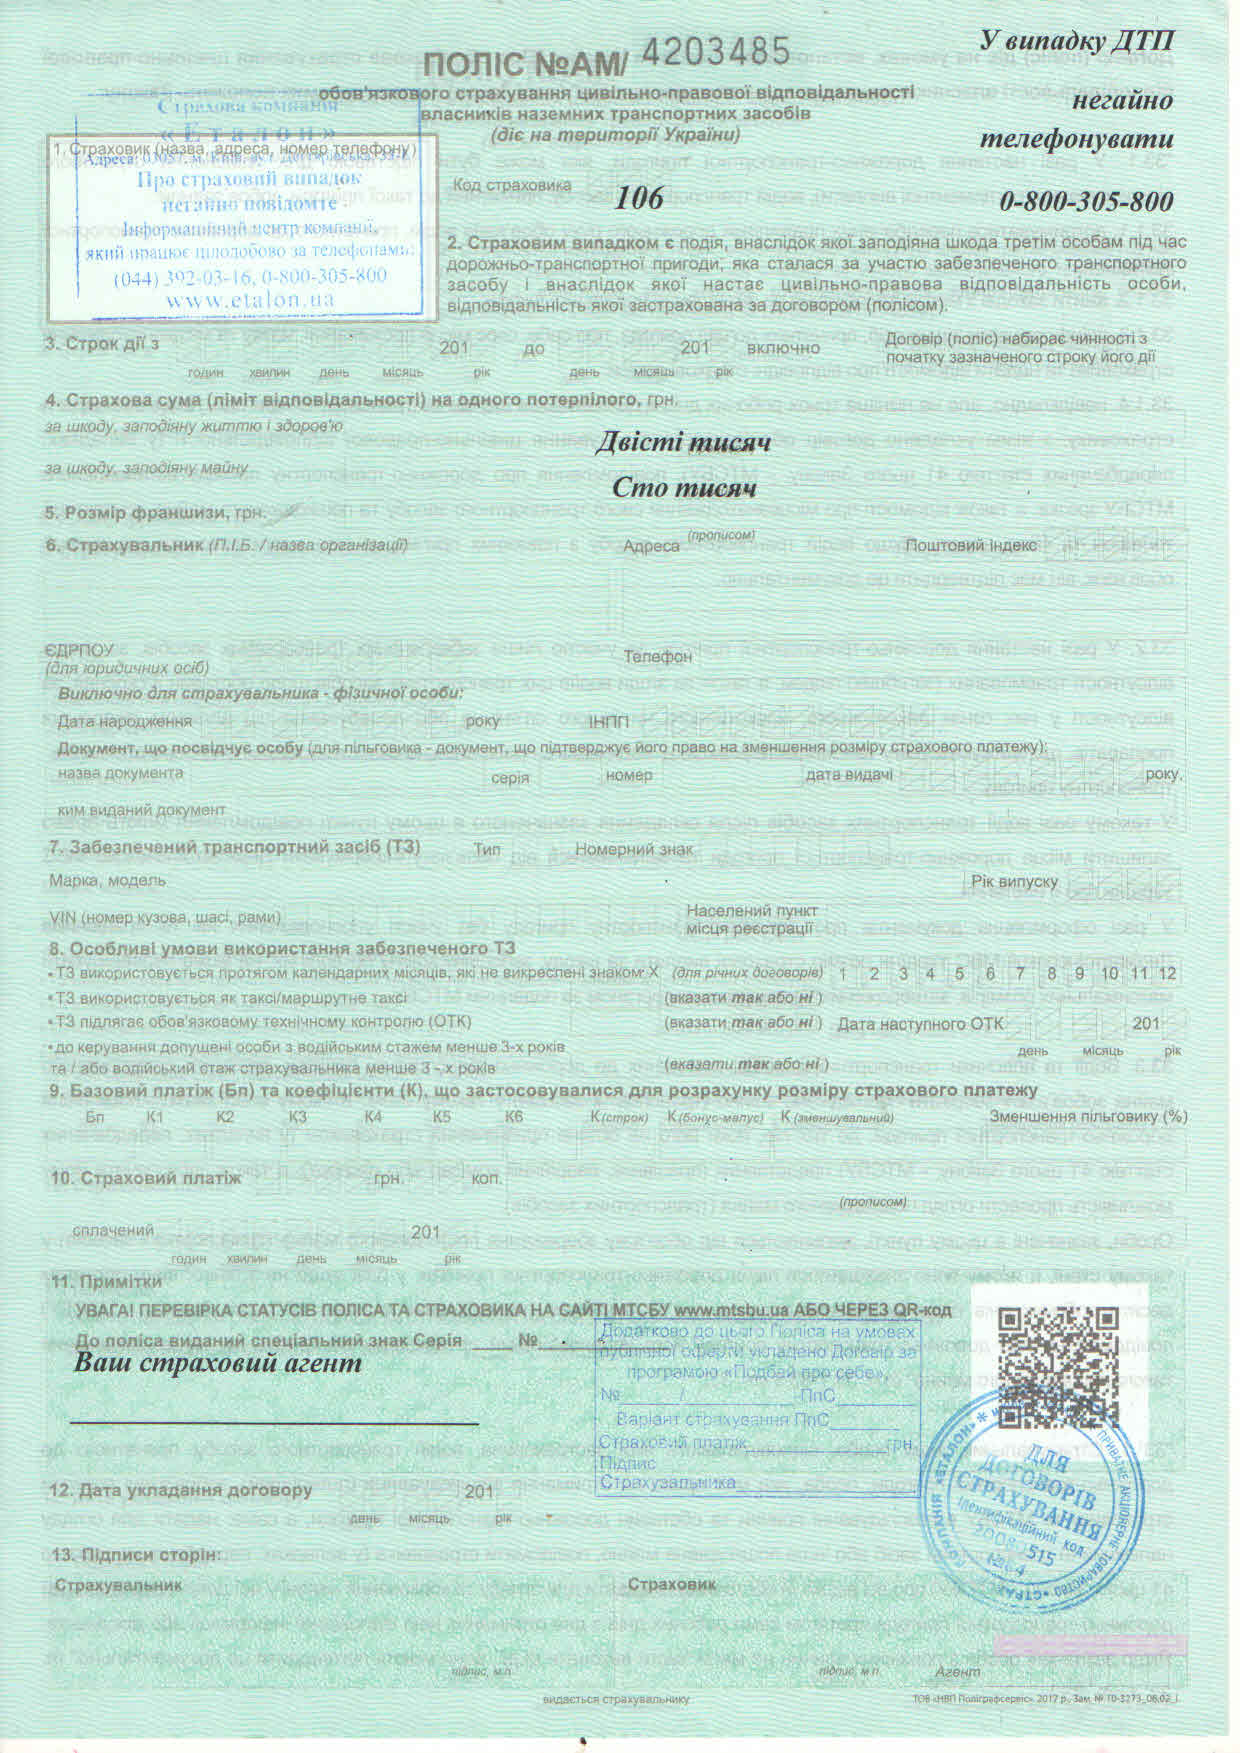 ПОЛІС №АМ/ 4203485
обов'язкового страхування цивільно-правової відповідальності
власників наземних транспортних засобів
(діє на території України)
У випадку ДТП
негайно
телефонувати
0-800-305-800
1. Страховик (назва, адреса, номер телефону)
Страхова компанія
«Еталон»
Про страховий випадок
негайно повідомте
Інформаційний центр компанії,
який працює цілодобово за телефонами:
(044) 392-03-16, 0-800-305-800
www.etalon.ua
Код страховика 106
2. Страховим випадком є подія, внаслідок якої заподіяна шкода третім особам під час
дорожньо-транспортної пригоди, яка сталася за участю забезпеченого транспортного
засобу і внаслідок якої настає цивільно-правова відповідальність особи,
відповідальність якої застрахована за договором (полісом).
3. Строк дії з 201 до 201 включно
Договір (поліс) набирає чинності з
початку зазначеного строку його дії
годин хвилин день місяць рік день місяць рік
4. Страхова сума (ліміт відповідальності) на одного потерпілого, грн.
за шкоду, заподіяну життю і здоров'ю
Двісті тисяч
за шкоду, заподіяну майну
Сто тисяч
5. Розмір франшизи, грн.
(прописом)
6. Страхувальник (П.І.Б. / назва організації) Адреса Поштовий індекс
ЄДРПОУ
(для юридичних осіб)
Телефон
Виключно для страхувальника - фізичної особи:
Дата народження року ІНПП
Документ, що посвідчує особу (для пільговика - документ, що підтверджує його право на зменшення розміру страхового платежу):
назва документа серія номер дата видачі року,
ким виданий документ
7. Забезпечений транспортний засіб (ТЗ) Тип Номерний знак
Марка, модель Рік випуску
VIN (номер кузова, шасі, рами)
Населений пункт
місця реєстрації
8. Особливі умови використання забезпеченого ТЗ
• ТЗ використовується протягом календарних місяців, які не викреслені знаком X (для річних договорів) 1 2 3 4 5 6 7 8 9 10 11 12
• ТЗ використовується як таксі/маршрутне таксі (вказати так або ні)
• ТЗ підлягає обов'язковому технічному контролю (ОТК) (вказати так або ні) Дата наступного ОТК 201
день місяць рік
• до керування допущені особи з водійським стажем менше 3-х років
та / або водійський стаж страхувальника менше 3 - х років (вказати так або ні)
9. Базовий платіж (Бп) та коефіцієнти (К), що застосовувалися для розрахунку розміру страхового платежу
Бп К1 К2 К3 К4 К5 К6 К (строк) К (бонус-малус) К (зменшувальний) Зменшення пільговику (%)
10. Страховий платіж грн. коп.
(прописом)
сплачений 201
годин хвилин день місяць рік
11. Примітки
УВАГА! ПЕРЕВІРКА СТАТУСІВ ПОЛІСА ТА СТРАХОВИКА НА САЙТІ МТСБУ www.mtsbu.ua АБО ЧЕРЕЗ QR-код
До поліса виданий спеціальний знак Серія ____ №
Ваш страховий агент
Додатково до цього Поліса на умовах
публічної оферти укладено Договір за
програмою «Подбай про себе»,
№ / -ПпС
Варіант страхування ПпС
Страховий платіж грн.
Підпис
Страхувальника
ПРИВАТНЕ АКЦІОНЕРНЕ ТОВАРИСТВО
КОМПАНІЯ «ЕТАЛОН»
ДЛЯ
ДОГОВОРІВ
СТРАХУВАННЯ
Ідентифікаційний код
20080515
№64
12. Дата укладання договору 201
день місяць рік
13. Підписи сторін:
Страхувальник Страховик
підпис, м.п. підпис, м.п. Агент
видається страхувальнику
ТОВ «НВП Поліграфсервіс», 2017 р., Зам. № 10-3273_06.02_І